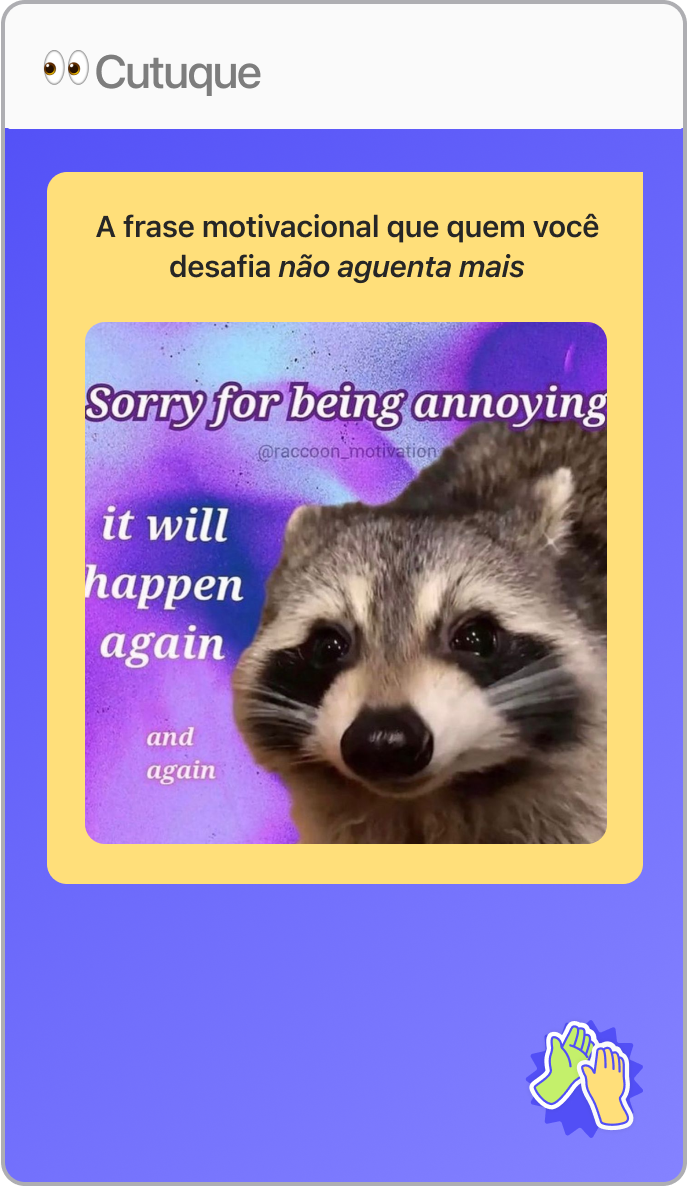 👀Cutuque
A frase motivacional que quem você
desafia não aguenta mais
Sorry for being annoying
@raccoon_motivation
it will
happen
again
and
again